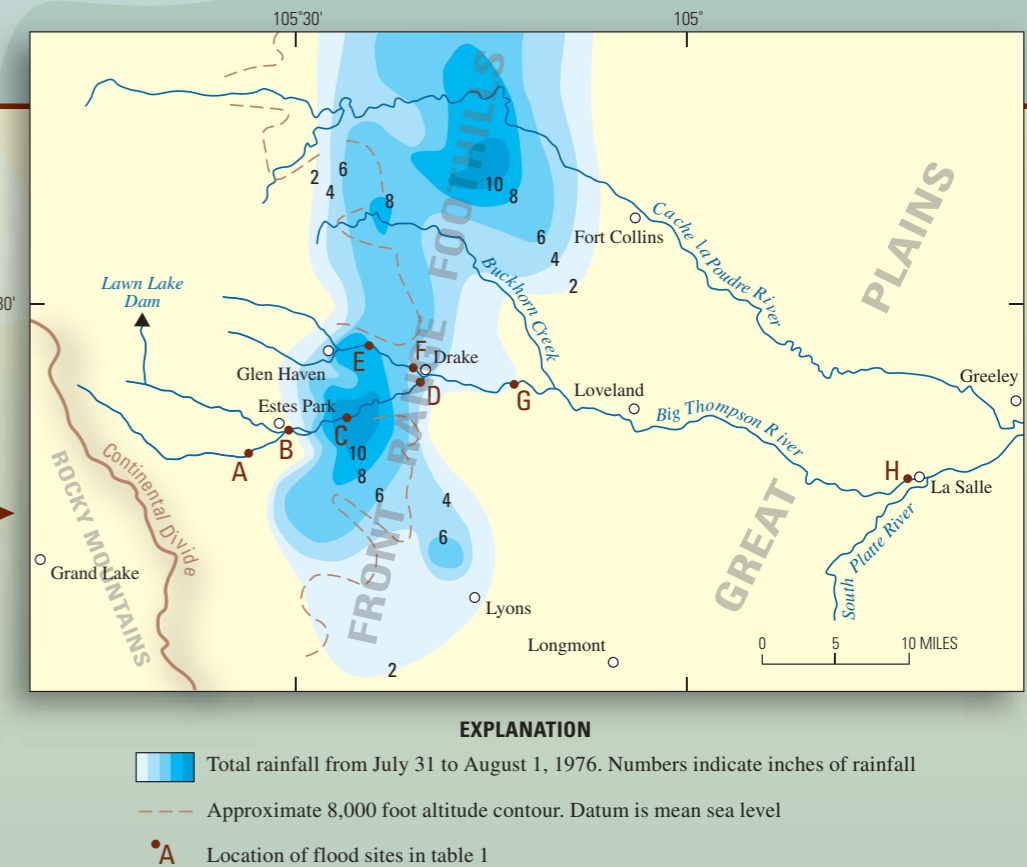 105°30'
105°
30'
2
4
6
8
10
8
6
4
2
FOOTHILLS
RANGE
FRONT
Fort Collins
Cache la Poudre River
PLAINS
GREAT
Buckhorn Creek
Lawn Lake
Dam
Glen Haven
E
F
Drake
D
G
Loveland
Greeley
Estes Park
C
B
A
10
8
6
4
6
Big Thompson River
H
La Salle
South Platte River
Continental Divide
ROCKY MOUNTAINS
Grand Lake
Lyons
Longmont
2
0 5 10 MILES
EXPLANATION
Total rainfall from July 31 to August 1, 1976. Numbers indicate inches of rainfall
Approximate 8,000 foot altitude contour. Datum is mean sea level
A Location of flood sites in table 1